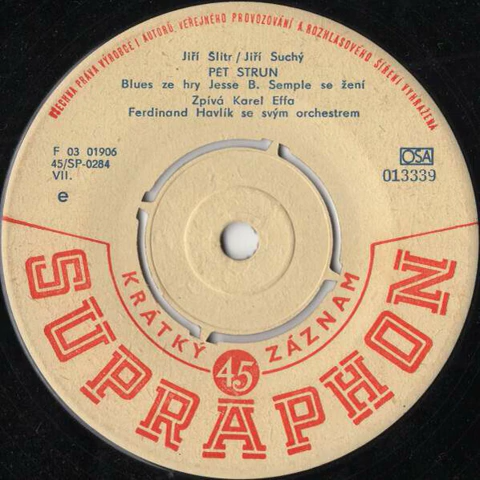 VŠECHNA PRÁVA VÝROBCE I AUTORŮ, VEŘEJNÉHO PROVOZOVÁNÍ A ROZHLASOVÉHO ŠÍŘENÍ VYHRAZENA
Jiří Šlitr / Jiří Suchý
PĚT STRUN
Blues ze hry Jesse B. Semple se žení
Zpívá Karel Effa
Ferdinand Havlík se svým orchestrem
F 03 01906
45/SP-0284
VII.
e
OSA
013339
KRÁTKÝ 45 ZÁZNAM
SUPRAPHON